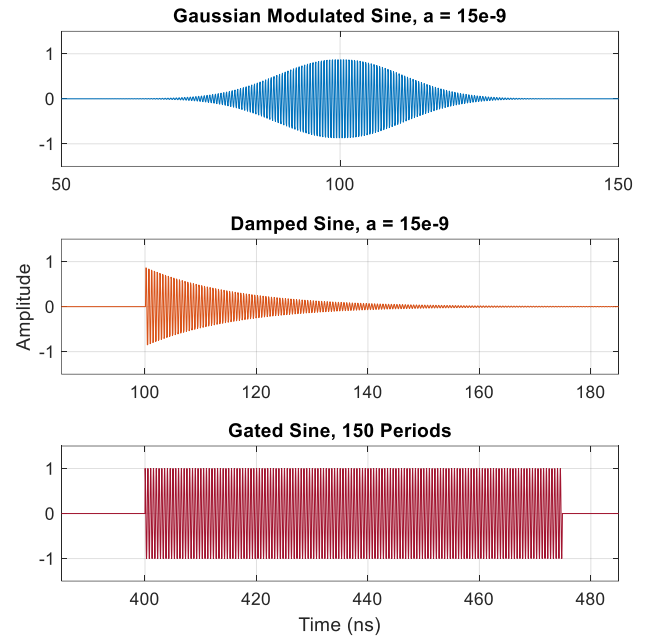 Gaussian Modulated Sine, a = 15e-9
1
0
-1
50 100 150
Damped Sine, a = 15e-9
Amplitude
1
0
-1
100 120 140 160 180
Gated Sine, 150 Periods
1
0
-1
400 420 440 460 480
Time (ns)